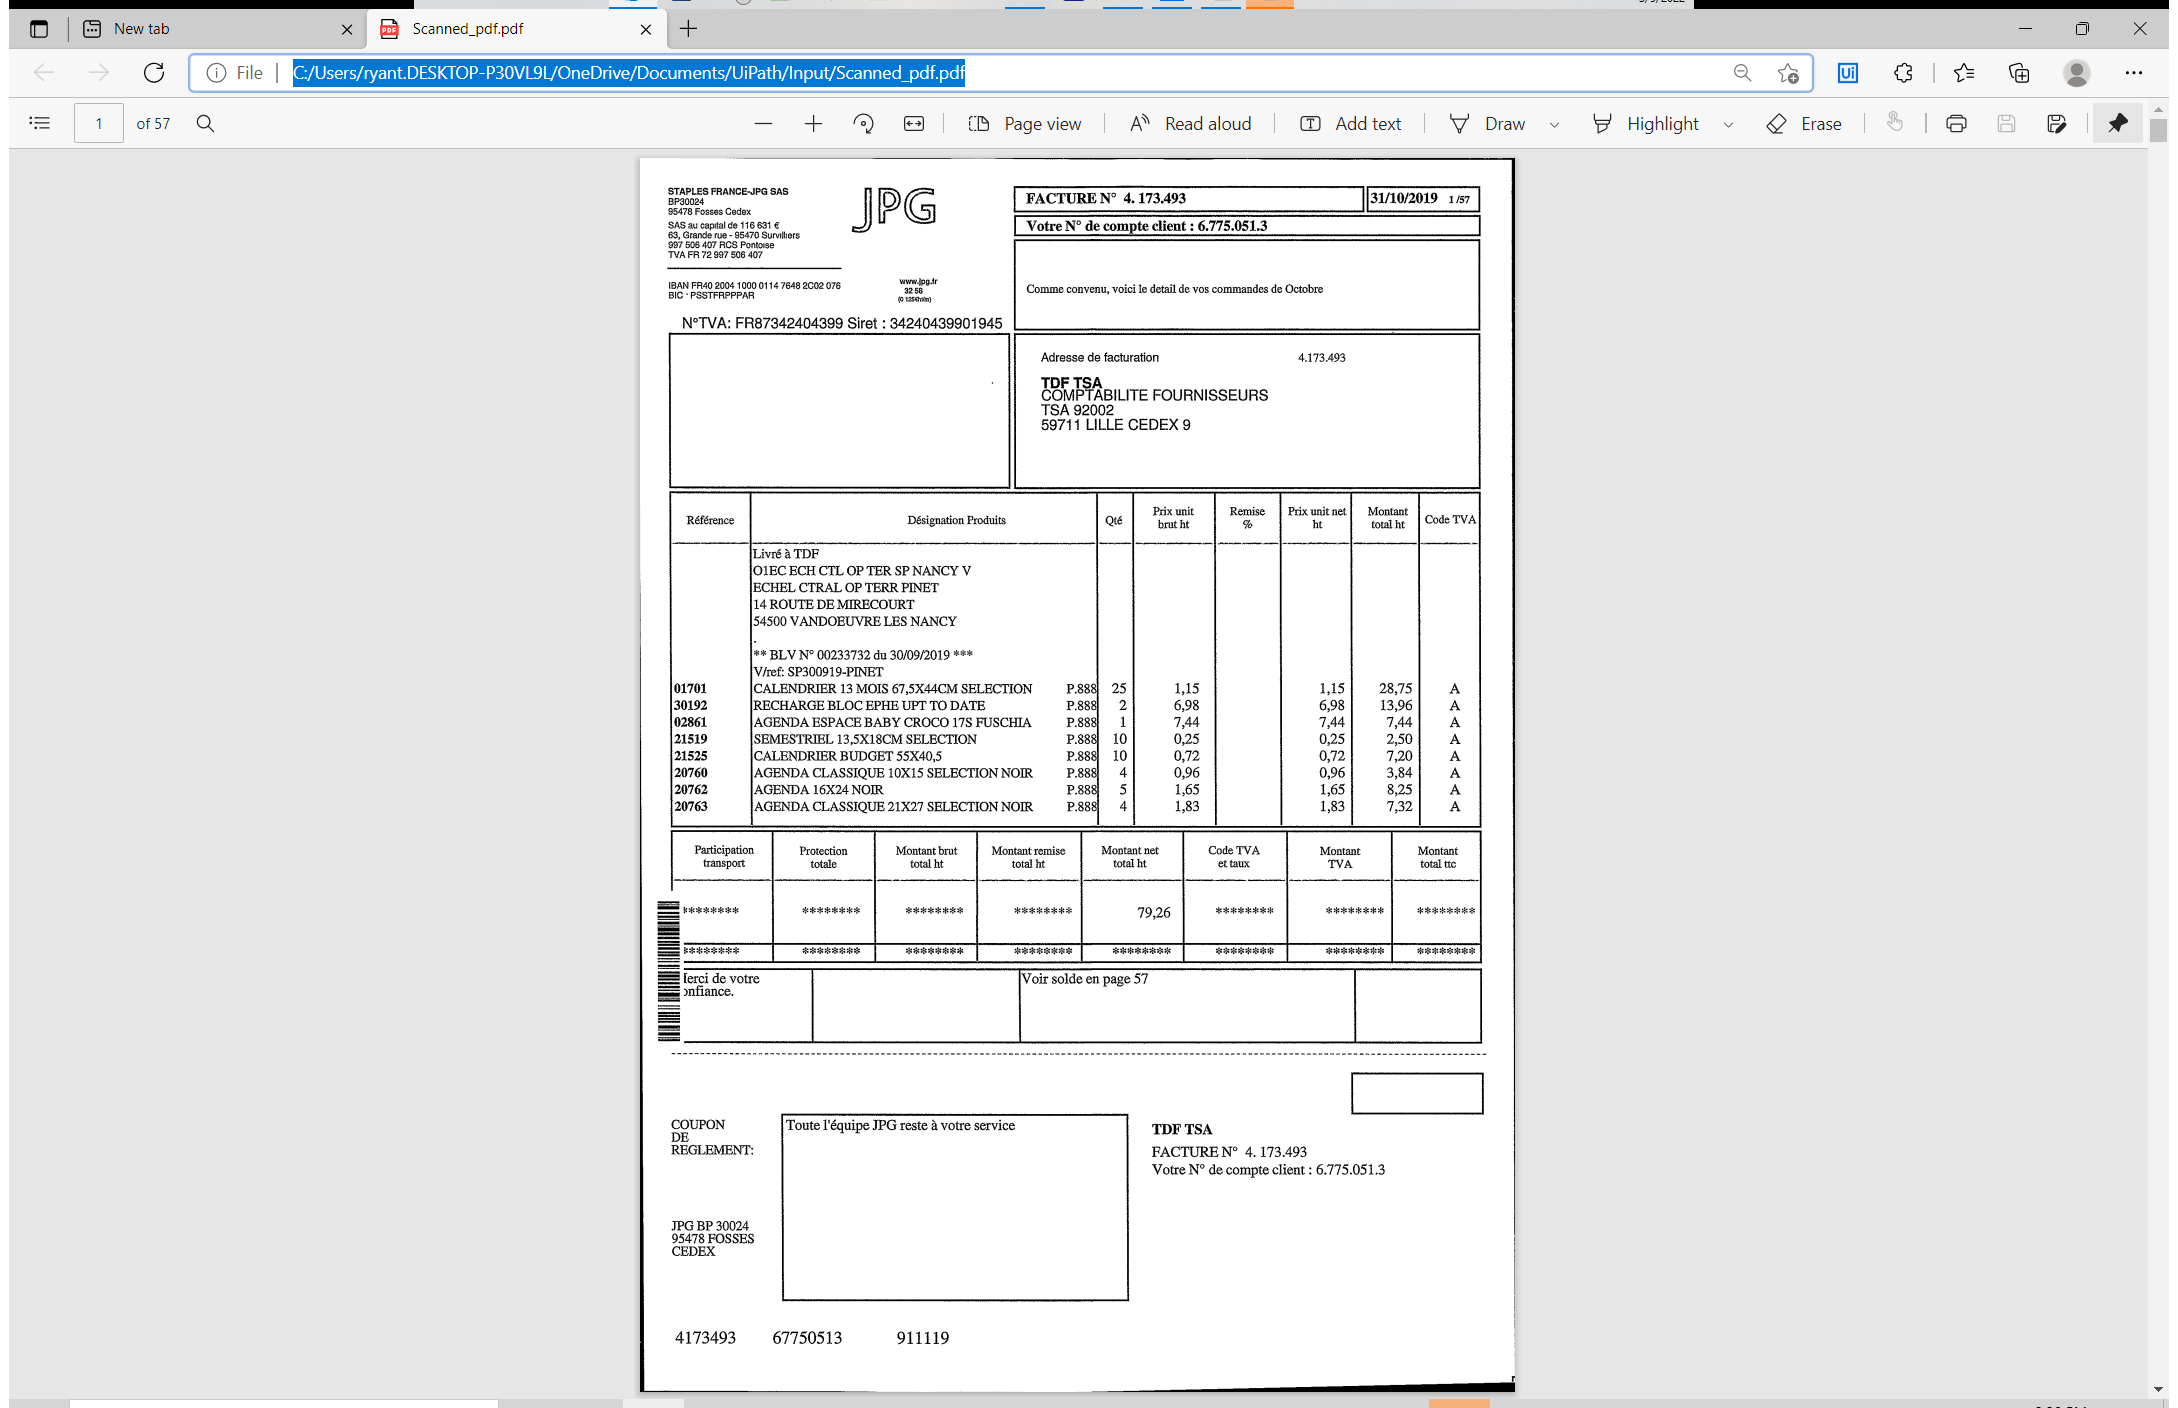 New tab
Scanned_pdf.pdf
File
C:/Users/ryant.DESKTOP-P30VL9L/OneDrive/Documents/UiPath/Input/Scanned_pdf.pdf
Ui
1 of 57
Page view
Read aloud
Add text
Draw
Highlight
Erase
STAPLES FRANCE-JPG SAS
BP30024
95478 Fosses Cedex
SAS au capital de 116 631 €
63, Grande rue - 95470 Survilliers
997 506 407 RCS Pontoise
TVA FR 72 997 506 407
IBAN FR40 2004 1000 0114 7648 2C02 076
BIC · PSSTFRPPPAR
JPG
www.jpg.fr
32 56
N°TVA: FR87342404399 Siret : 34240439901945
FACTURE N° 4. 173.493
31/10/2019 1 /57
Votre N° de compte client : 6.775.051.3
Comme convenu, voici le detail de vos commandes de Octobre
Adresse de facturation 4.173.493
TDF TSA
COMPTABILITE FOURNISSEURS
TSA 92002
59711 LILLE CEDEX 9
Référence Désignation Produits Qté Prix unit brut ht Remise % Prix unit net ht Montant total ht Code TVA
Livré à TDF
O1EC ECH CTL OP TER SP NANCY V
ECHEL CTRAL OP TERR PINET
14 ROUTE DE MIRECOURT
54500 VANDOEUVRE LES NANCY
.
** BLV N° 00233732 du 30/09/2019 ***
V/ref: SP300919-PINET
01701 CALENDRIER 13 MOIS 67,5X44CM SELECTION P.888 25 1,15 1,15 28,75 A
30192 RECHARGE BLOC EPHE UPT TO DATE P.888 2 6,98 6,98 13,96 A
02861 AGENDA ESPACE BABY CROCO 17S FUSCHIA P.888 1 7,44 7,44 7,44 A
21519 SEMESTRIEL 13,5X18CM SELECTION P.888 10 0,25 0,25 2,50 A
21525 CALENDRIER BUDGET 55X40,5 P.888 10 0,72 0,72 7,20 A
20760 AGENDA CLASSIQUE 10X15 SELECTION NOIR P.888 4 0,96 0,96 3,84 A
20762 AGENDA 16X24 NOIR P.888 5 1,65 1,65 8,25 A
20763 AGENDA CLASSIQUE 21X27 SELECTION NOIR P.888 4 1,83 1,83 7,32 A
Participation transport Protection totale Montant brut total ht Montant remise total ht Montant net total ht Code TVA et taux Montant TVA Montant total ttc
******** ******** ******** ******** 79,26 ******** ******** ********
******** ******** ******** ******** ******** ******** ******** ********
lerci de votre
onfiance.
Voir solde en page 57
COUPON
DE
REGLEMENT:
Toute l'équipe JPG reste à votre service
TDF TSA
FACTURE N° 4. 173.493
Votre N° de compte client : 6.775.051.3
JPG BP 30024
95478 FOSSES
CEDEX
4173493 67750513 911119